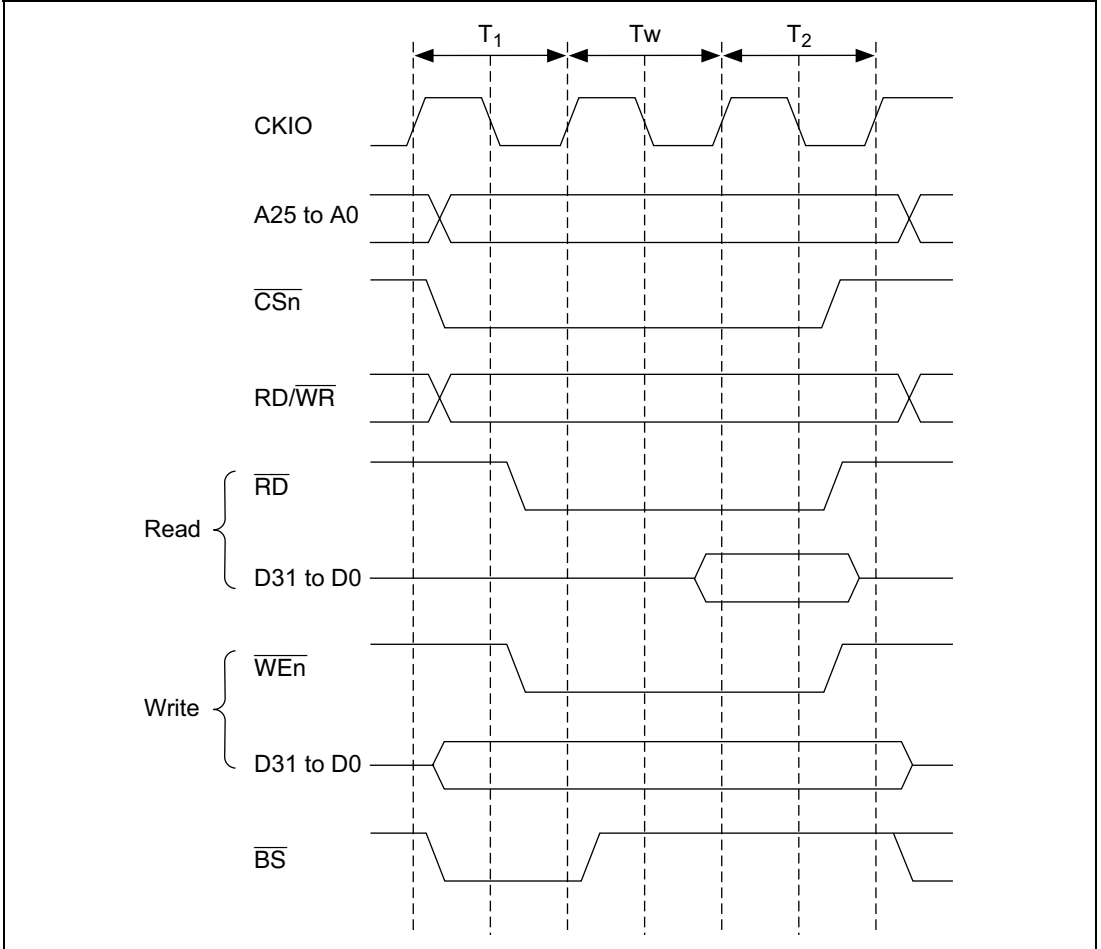 T1 Tw T2
CKIO
A25 to A0
CSn
RD/WR
RD
Read
D31 to D0
WEn
Write
D31 to D0
BS